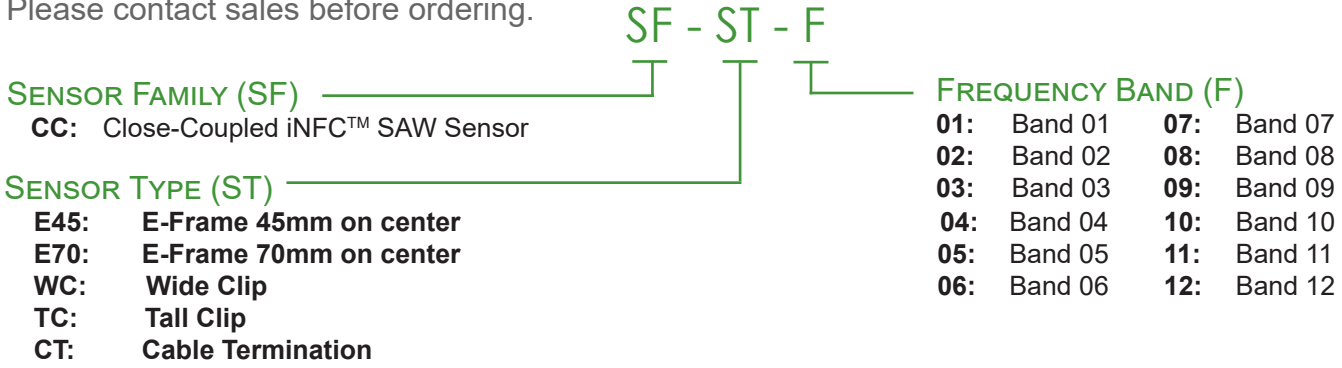 Please contact sales before ordering.
SF - ST - F
SENSOR FAMILY (SF)
CC: Close-Coupled iNFC™ SAW Sensor
SENSOR TYPE (ST)
E45: E-Frame 45mm on center
E70: E-Frame 70mm on center
WC: Wide Clip
TC: Tall Clip
CT: Cable Termination
FREQUENCY BAND (F)
01: Band 01 07: Band 07
02: Band 02 08: Band 08
03: Band 03 09: Band 09
04: Band 04 10: Band 10
05: Band 05 11: Band 11
06: Band 06 12: Band 12